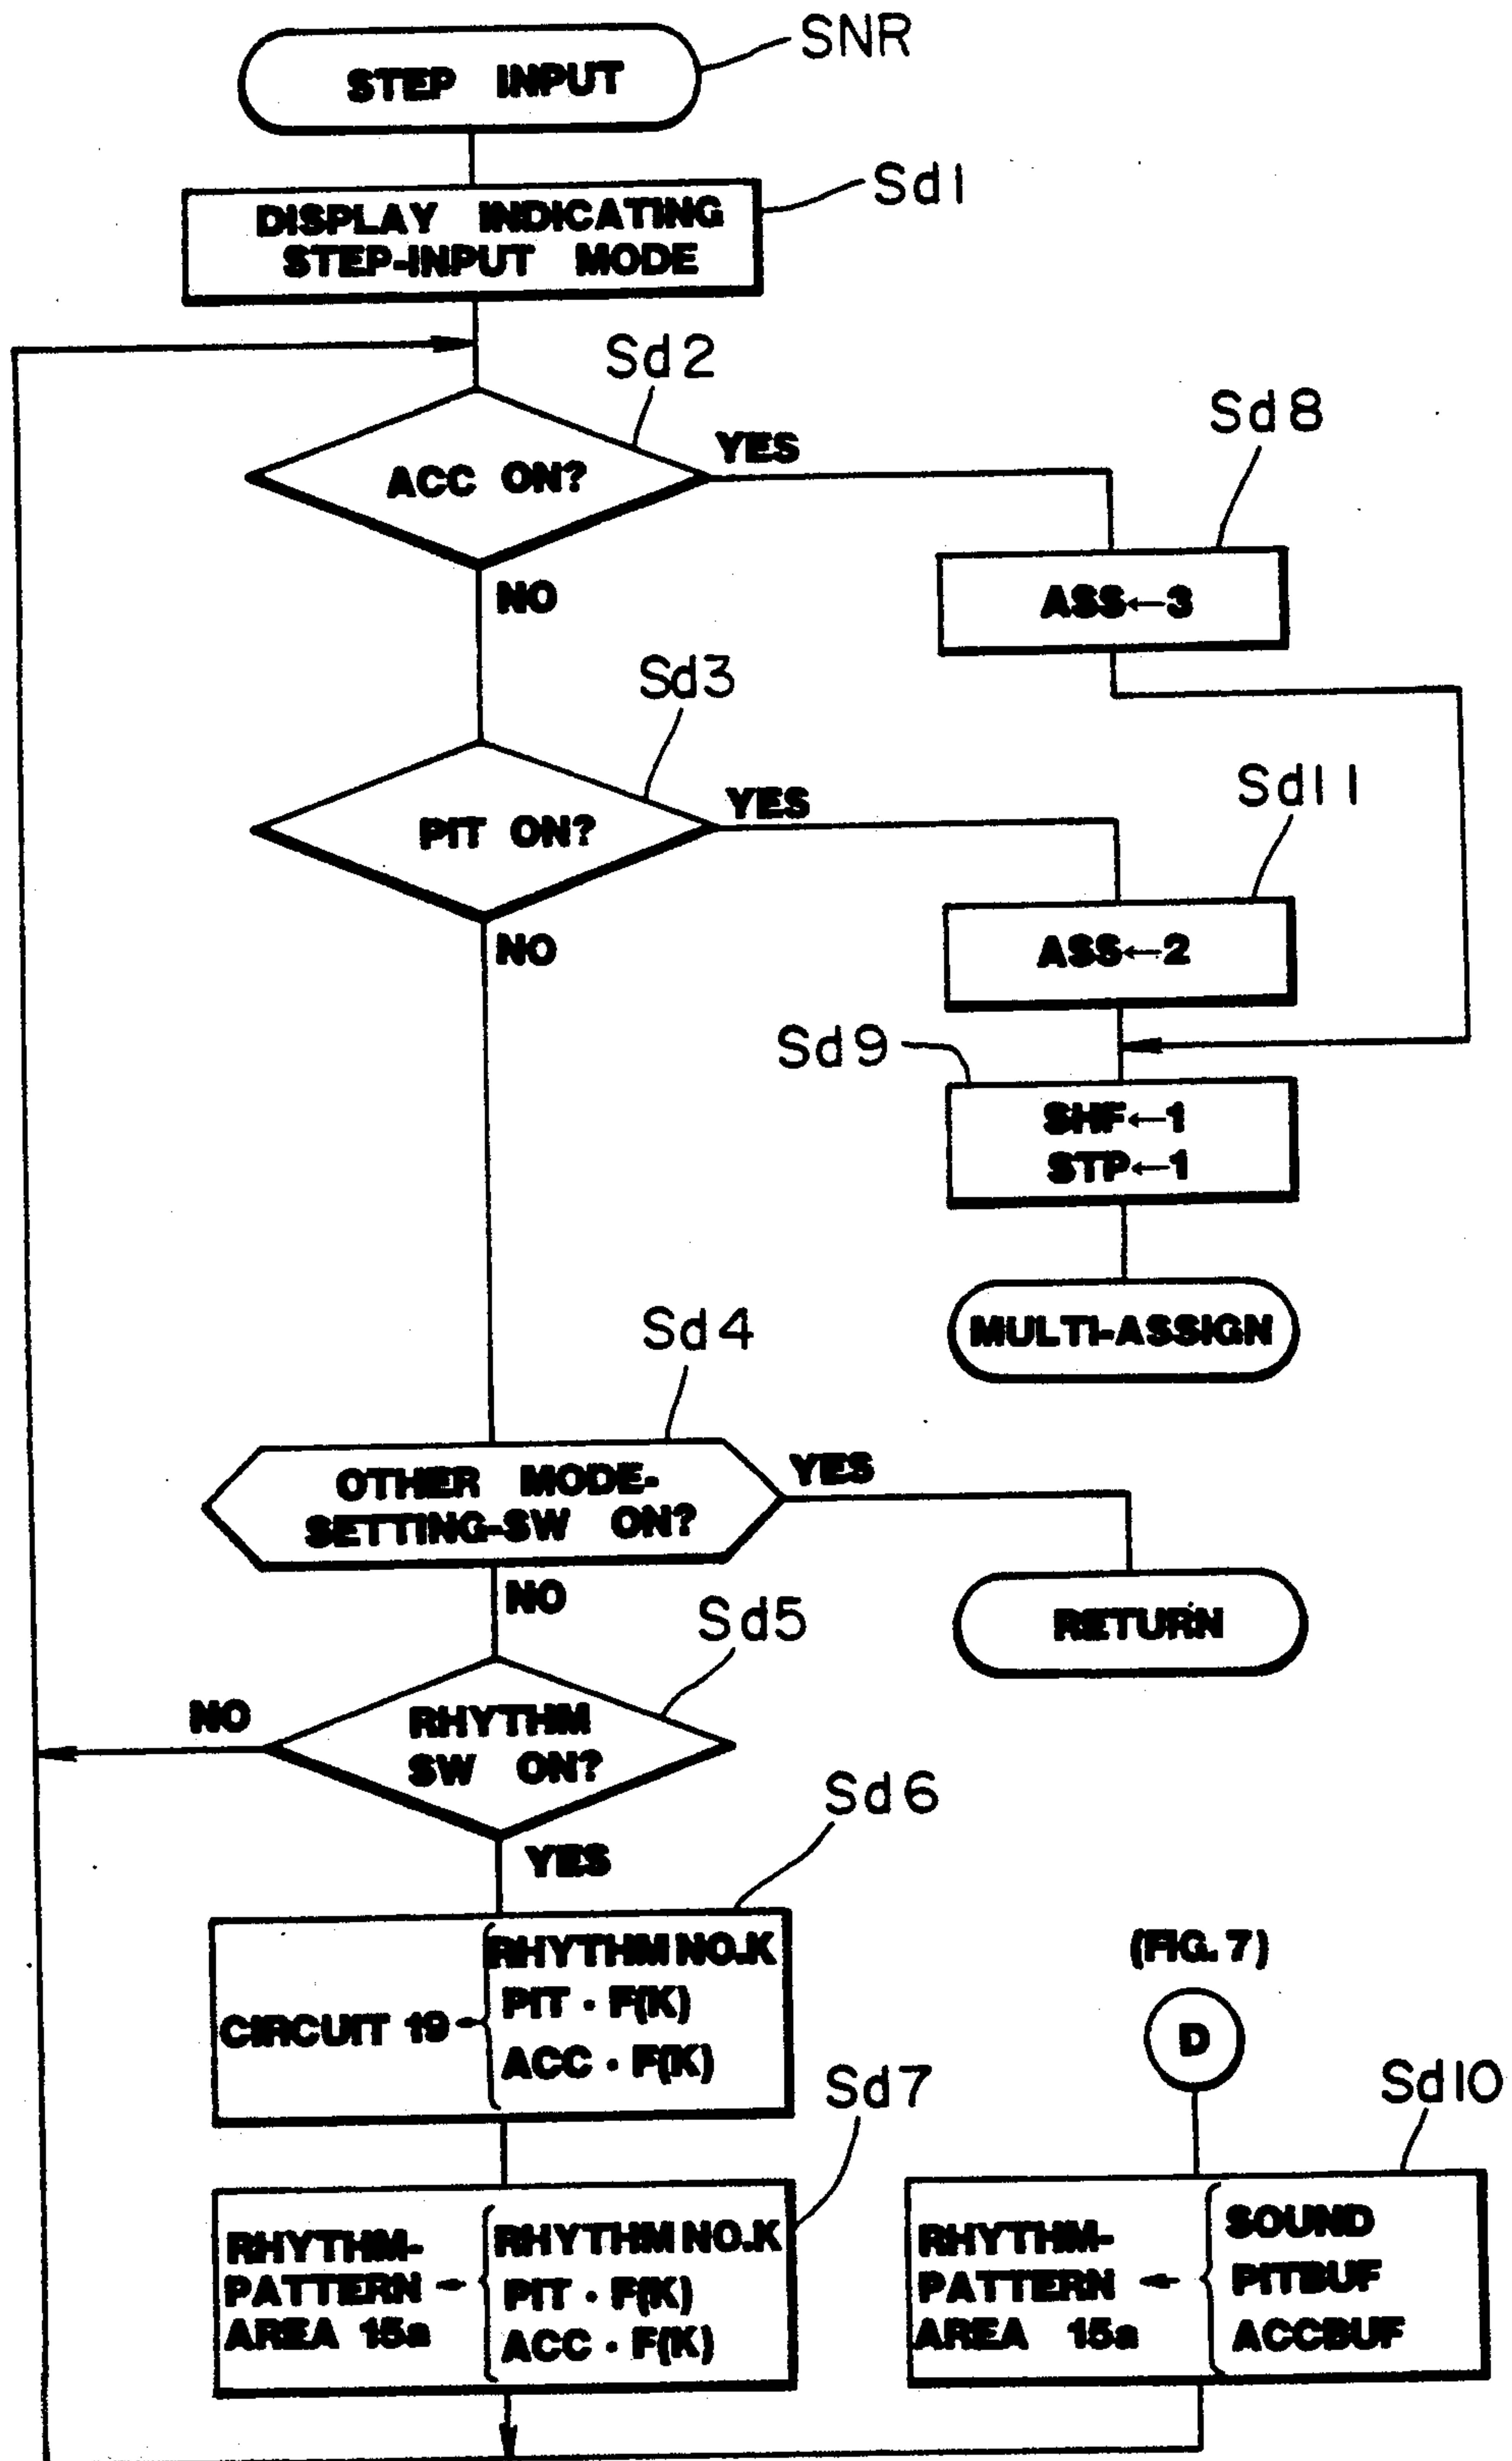 STEP INPUT
SNR
DISPLAY INDICATING
STEP-INPUT MODE
Sd1
Sd2
ACC ON?
YES
NO
Sd8
ASS←3
Sd3
PIT ON?
YES
NO
Sd11
ASS←2
Sd9
SHF←1
STP←1
MULTI-ASSIGN
Sd4
OTHER MODE-
SETTING-SW ON?
YES
NO
RETURN
Sd5
RHYTHM
SW ON?
NO
YES
Sd6
CIRCUIT 19←
RHYTHM NO.K
PIT · F(K)
ACC · F(K)
Sd7
RHYTHM-
PATTERN ←
AREA 15a
RHYTHM NO.K
PIT · F(K)
ACC · F(K)
(FIG. 7)
D
Sd10
RHYTHM-
PATTERN ←
AREA 15a
SOUND
PITBUF
ACCBUF